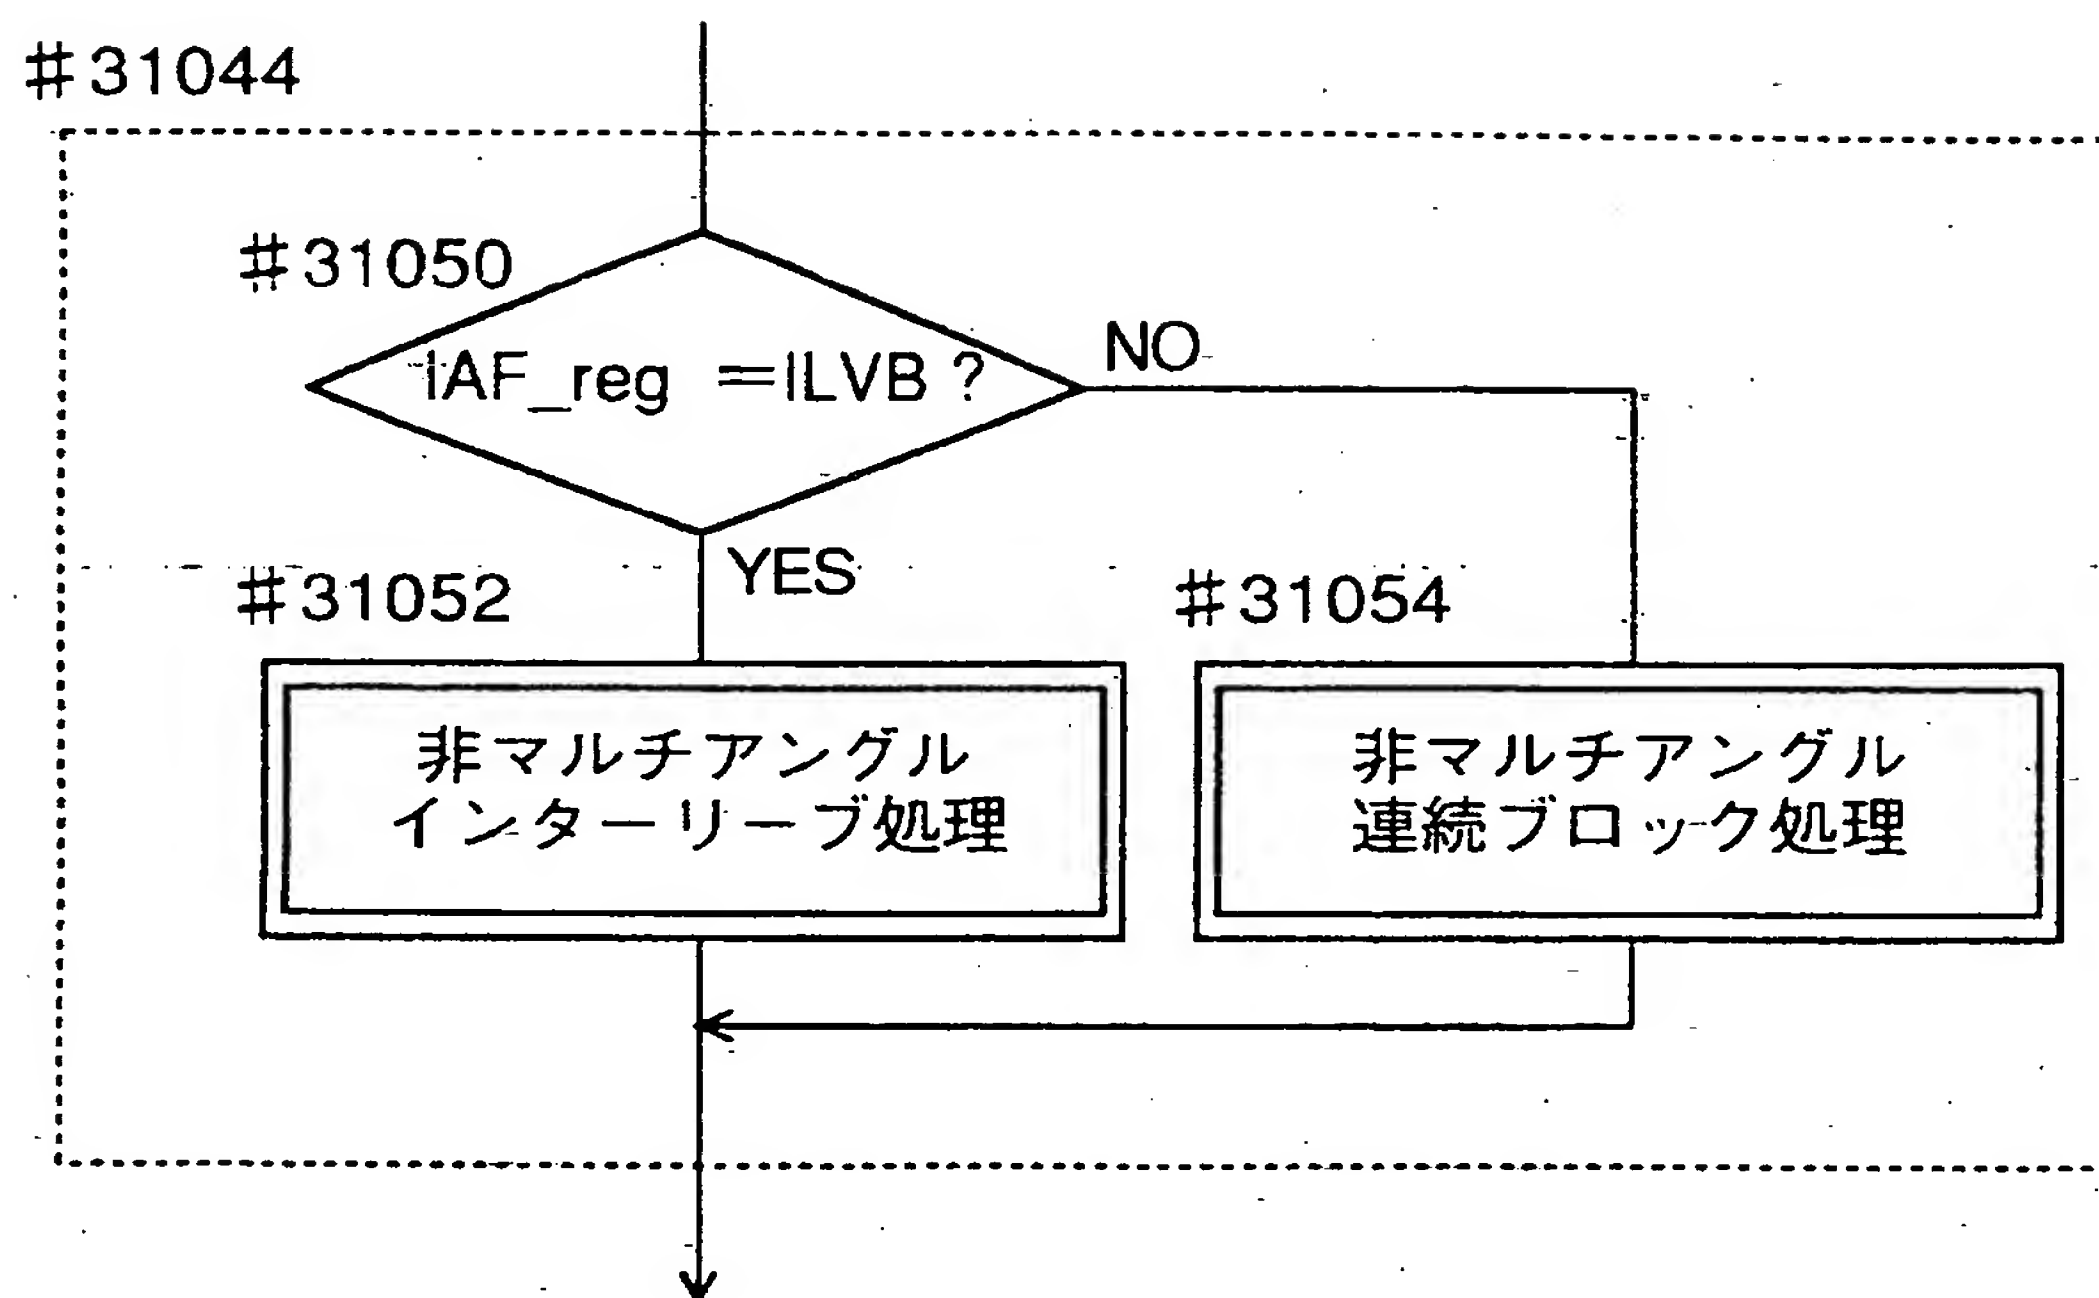 #31044
#31050
IAF_reg =ILVB ?
NO
YES
#31052
#31054
非マルチアングル
インターリーブ処理
非マルチアングル
連続ブロック処理